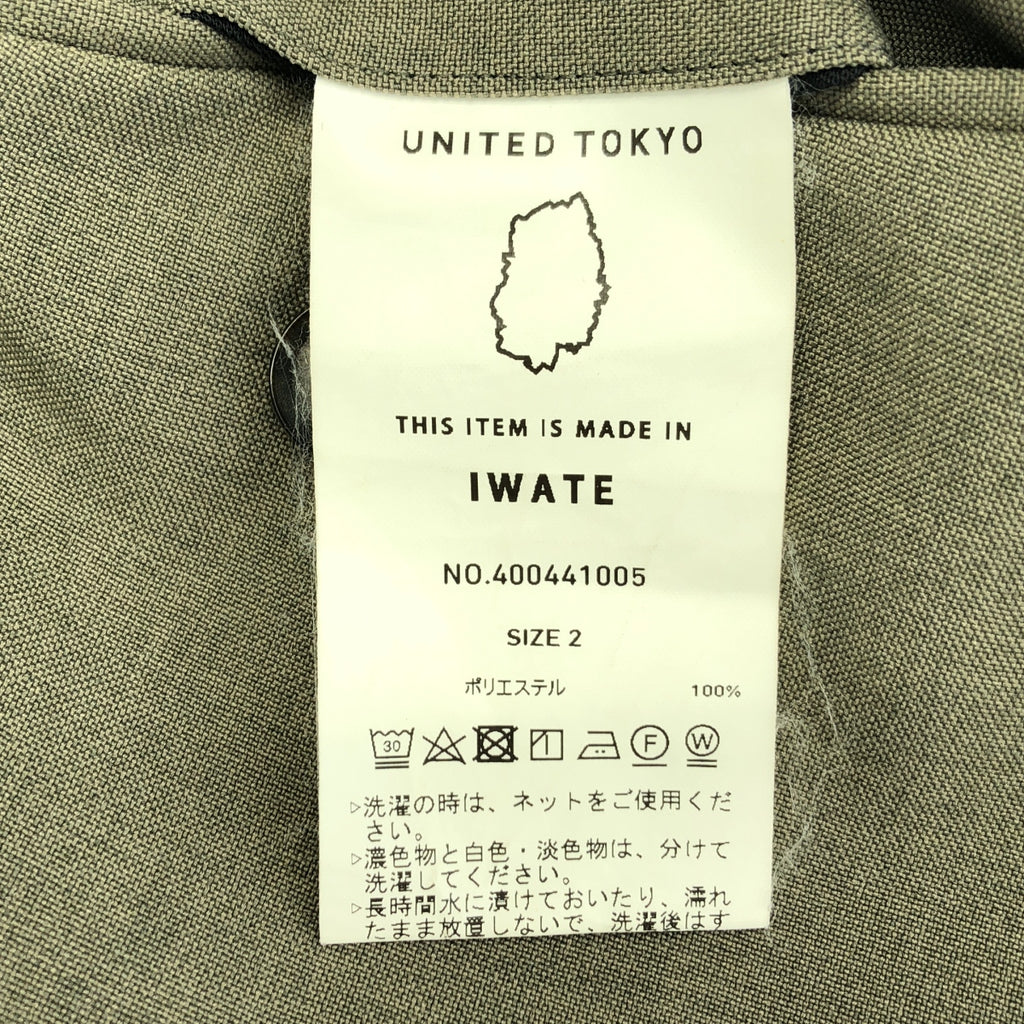 UNITED TOKYO
THIS ITEM IS MADE IN
IWATE
NO.400441005
SIZE 2
ポリエステル 100%
30 F W
▷洗濯の時は、ネットをご使用くだ
さい。
▷濃色物と白色・淡色物は、分けて
洗濯してください。
▷長時間水に漬けておいたり、濡れ
たまま放置しないで、洗濯後はす